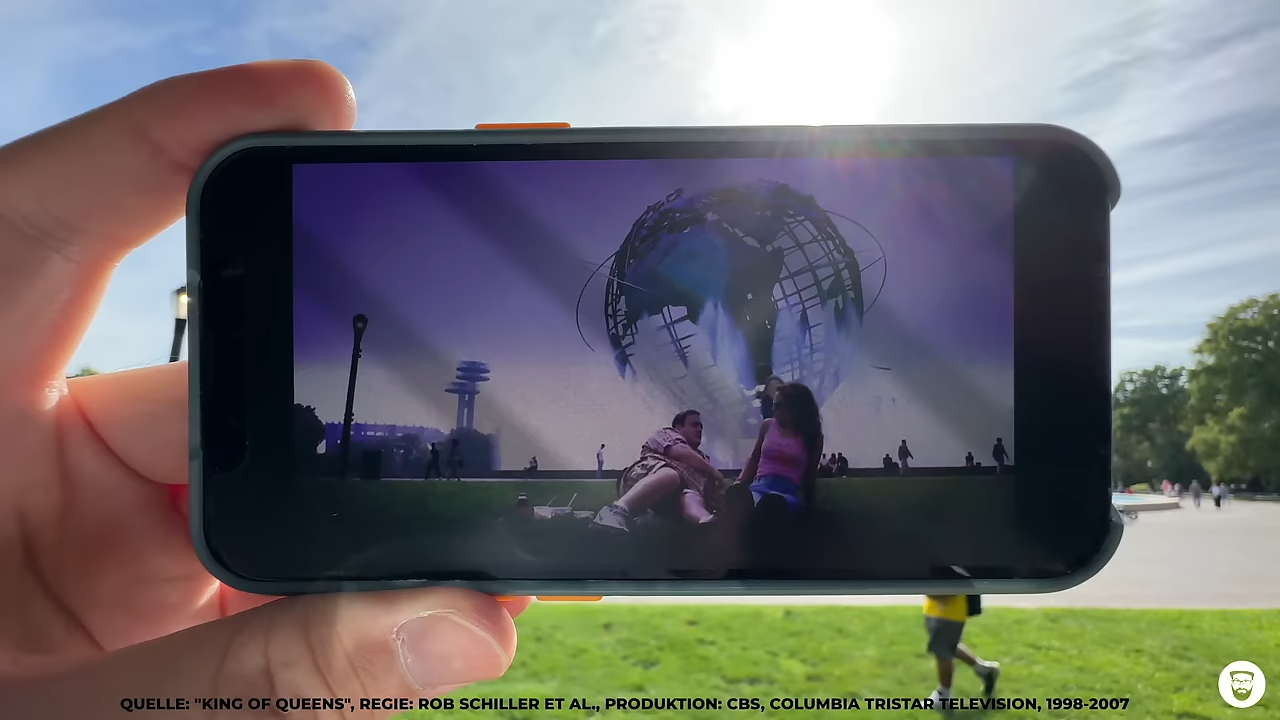 QUELLE: "KING OF QUEENS", REGIE: ROB SCHILLER ET AL., PRODUKTION: CBS, COLUMBIA TRISTAR TELEVISION, 1998-2007